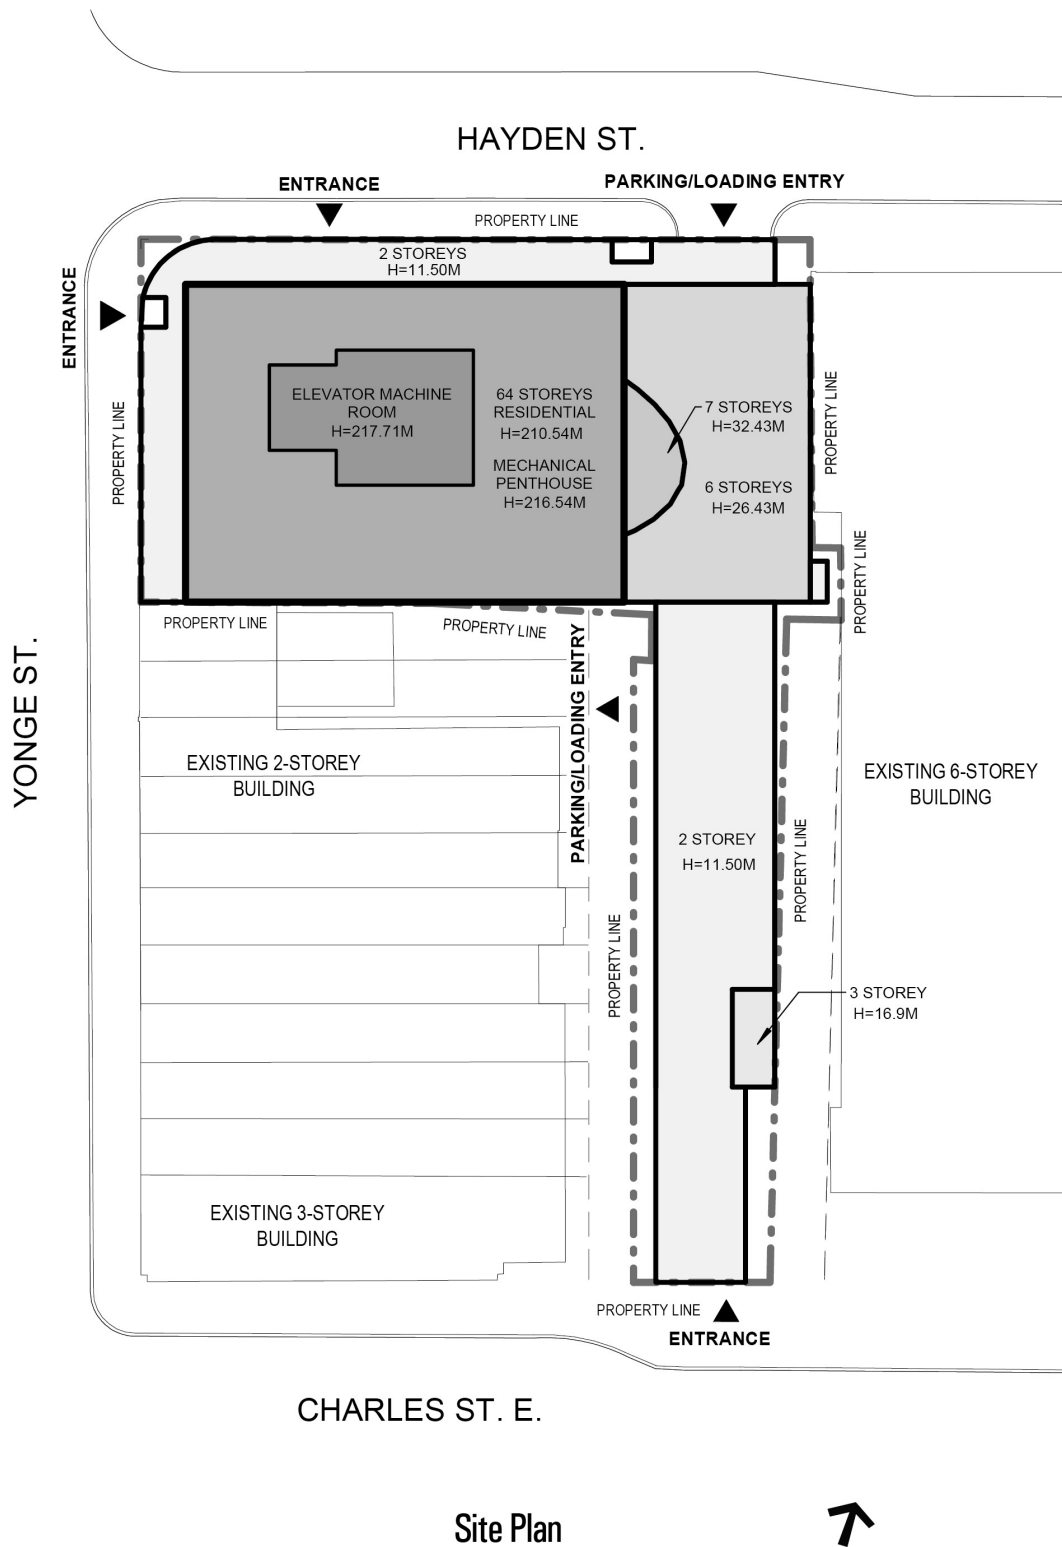 HAYDEN ST.
ENTRANCE
PARKING/LOADING ENTRY
PROPERTY LINE
2 STOREYS
H=11.50M
ENTRANCE
PROPERTY LINE
ELEVATOR MACHINE
ROOM
H=217.71M
64 STOREYS
RESIDENTIAL
H=210.54M
MECHANICAL
PENTHOUSE
H=216.54M
7 STOREYS
H=32.43M
6 STOREYS
H=26.43M
PROPERTY LINE
PROPERTY LINE
PROPERTY LINE
PROPERTY LINE
YONGE ST.
PARKING/LOADING ENTRY
EXISTING 2-STOREY
BUILDING
EXISTING 6-STOREY
BUILDING
2 STOREY
H=11.50M
PROPERTY LINE
PROPERTY LINE
3 STOREY
H=16.9M
EXISTING 3-STOREY
BUILDING
PROPERTY LINE
ENTRANCE
CHARLES ST. E.
Site Plan